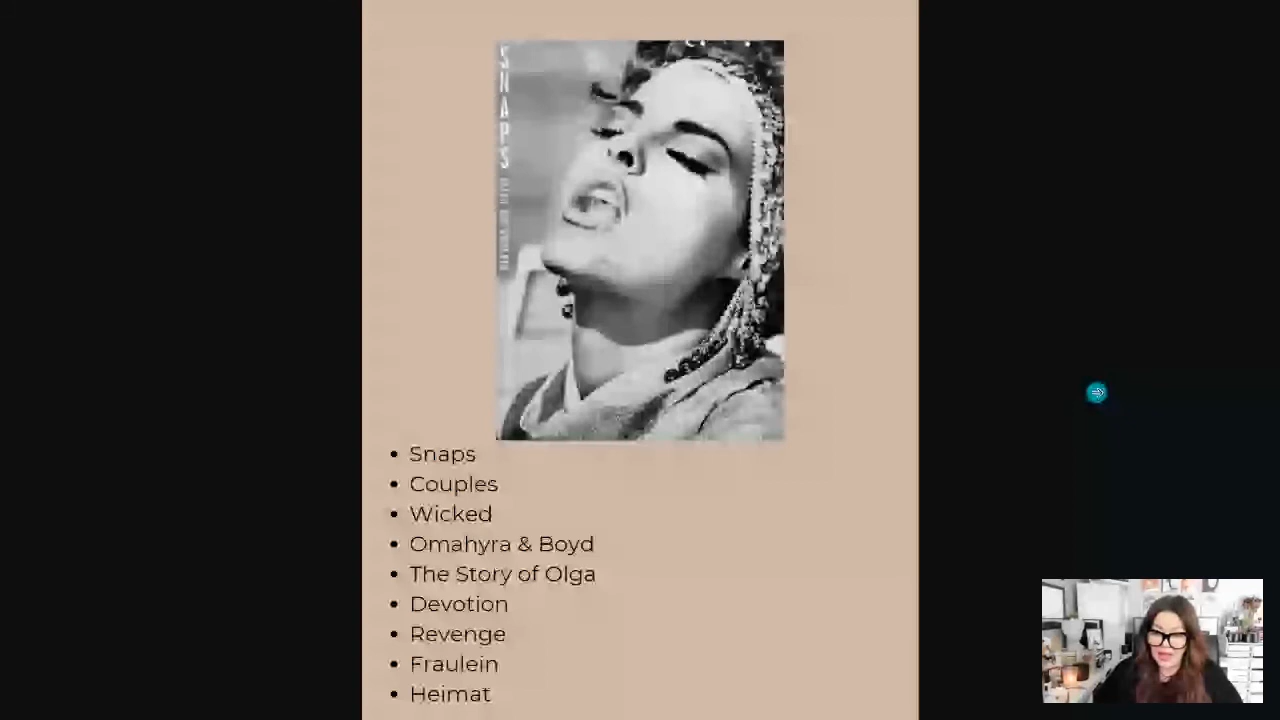 SNAPS
Snaps
Couples
Wicked
Omahyra & Boyd
The Story of Olga
Devotion
Revenge
Fraulein
Heimat